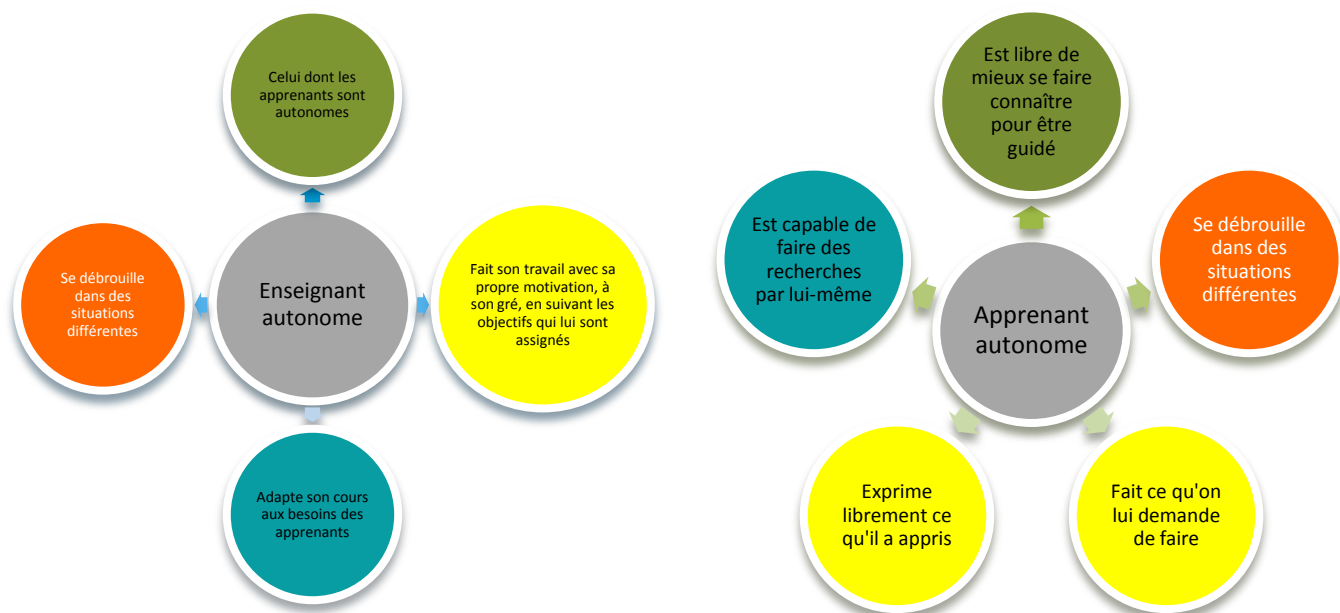 Celui dont les
apprenants sont
autonomes
Se débrouille
dans des
situations
différentes
Enseignant
autonome
Fait son travail avec sa
propre motivation, à
son gré, en suivant les
objectifs qui lui sont
assignés
Adapte son cours
aux besoins des
apprenants
Est libre de
mieux se faire
connaître
pour être
guidé
Est capable de
faire des
recherches
par lui-même
Se débrouille
dans des
situations
différentes
Apprenant
autonome
Exprime
librement ce
qu'il a appris
Fait ce qu'on
lui demande
de faire